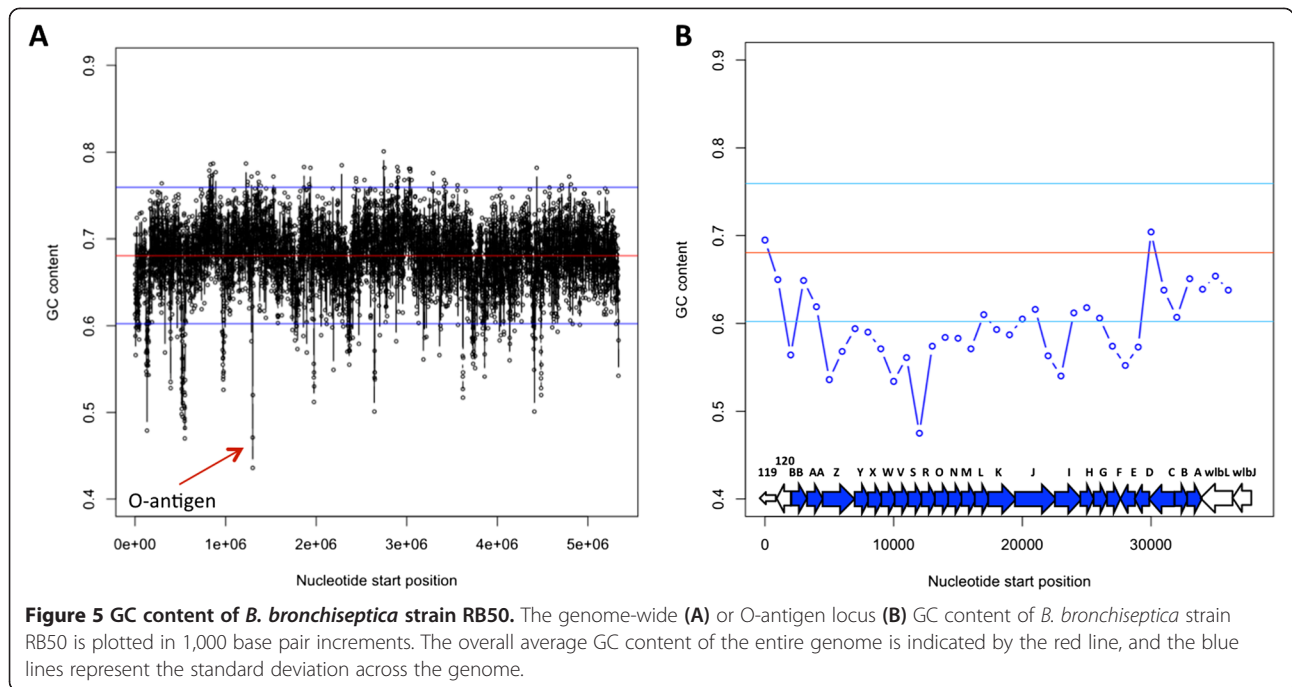 A
0.9
0.8
0.7
0.6
0.5
0.4
GC content
O-antigen
0e+00 1e+06 2e+06 3e+06 4e+06 5e+06
Nucleotide start position
B
0.9
0.8
0.7
0.6
0.5
0.4
GC content
119 120 BB AA Z Y X W V S R O N M L K J I H G F E D C B A wlbL wlbJ
0 10000 20000 30000
Nucleotide start position
Figure 5 GC content of B. bronchiseptica strain RB50. The genome-wide (A) or O-antigen locus (B) GC content of B. bronchiseptica strain
RB50 is plotted in 1,000 base pair increments. The overall average GC content of the entire genome is indicated by the red line, and the blue
lines represent the standard deviation across the genome.